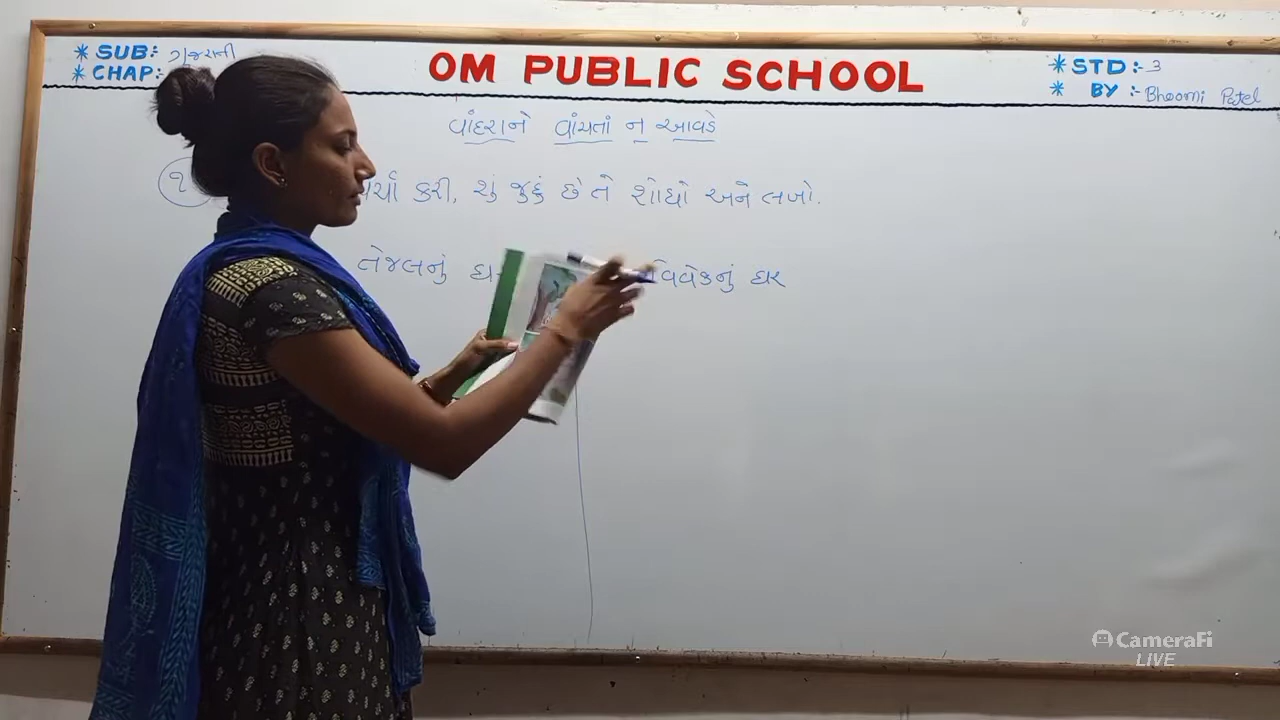 * SUB:- ગુજરાતી
* CHAP:
OM PUBLIC SCHOOL
* STD:- 3
* BY :- Bhoomi Patel
વાંદરાને વાંચતાં ન આવડે
૧
કરી, શું જુદું છે તે શોધો અને લખો.
તેજલનું
વિવેકનું ઘર
CameraFi
LIVE